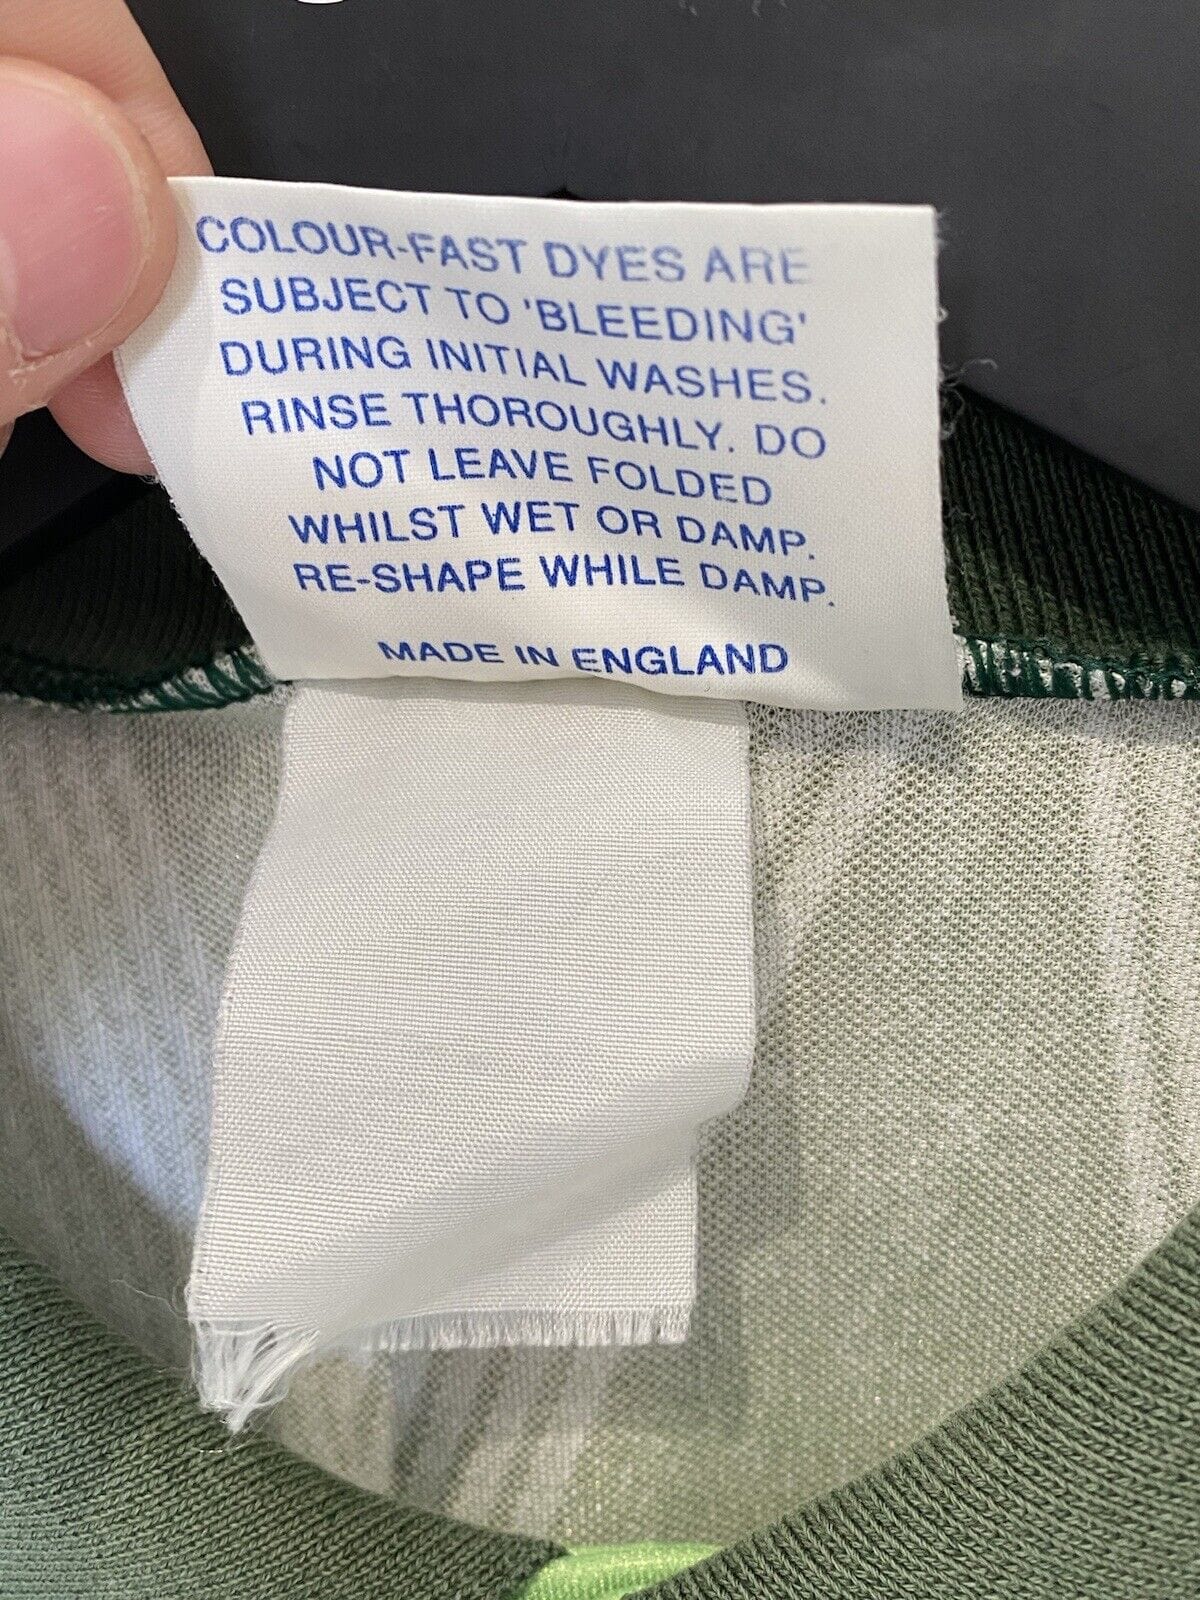 COLOUR-FAST DYES ARE
SUBJECT TO 'BLEEDING'
DURING INITIAL WASHES.
RINSE THOROUGHLY. DO
NOT LEAVE FOLDED
WHILST WET OR DAMP.
RE-SHAPE WHILE DAMP.
MADE IN ENGLAND